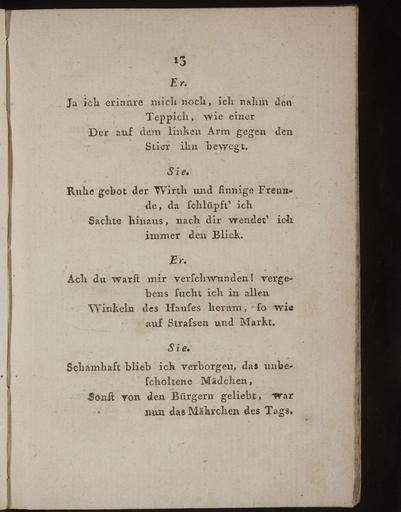 13
Er.
Ja ich erinnre mich noch, ich nahm den
Teppich, wie einer
Der auf dem linken Arm gegen den
Stier ihn bewegt.
Sie.
Ruhe gebot der Wirth und ſinnige Freun-
de, da ſchlüpft' ich
Sachte hinaus, nach dir wendet' ich
immer den Blick.
Er.
Ach du warſt mir verſchwunden! verge-
bens ſucht ich in allen
Winkeln des Hauſes herum, ſo wie
auf Straſsen und Markt.
Sie.
Schamhaft blieb ich verborgen, das unbe-
ſcholtene Mädchen,
Sonſt von den Bürgern geliebt, war
nun das Mährchen des Tags.